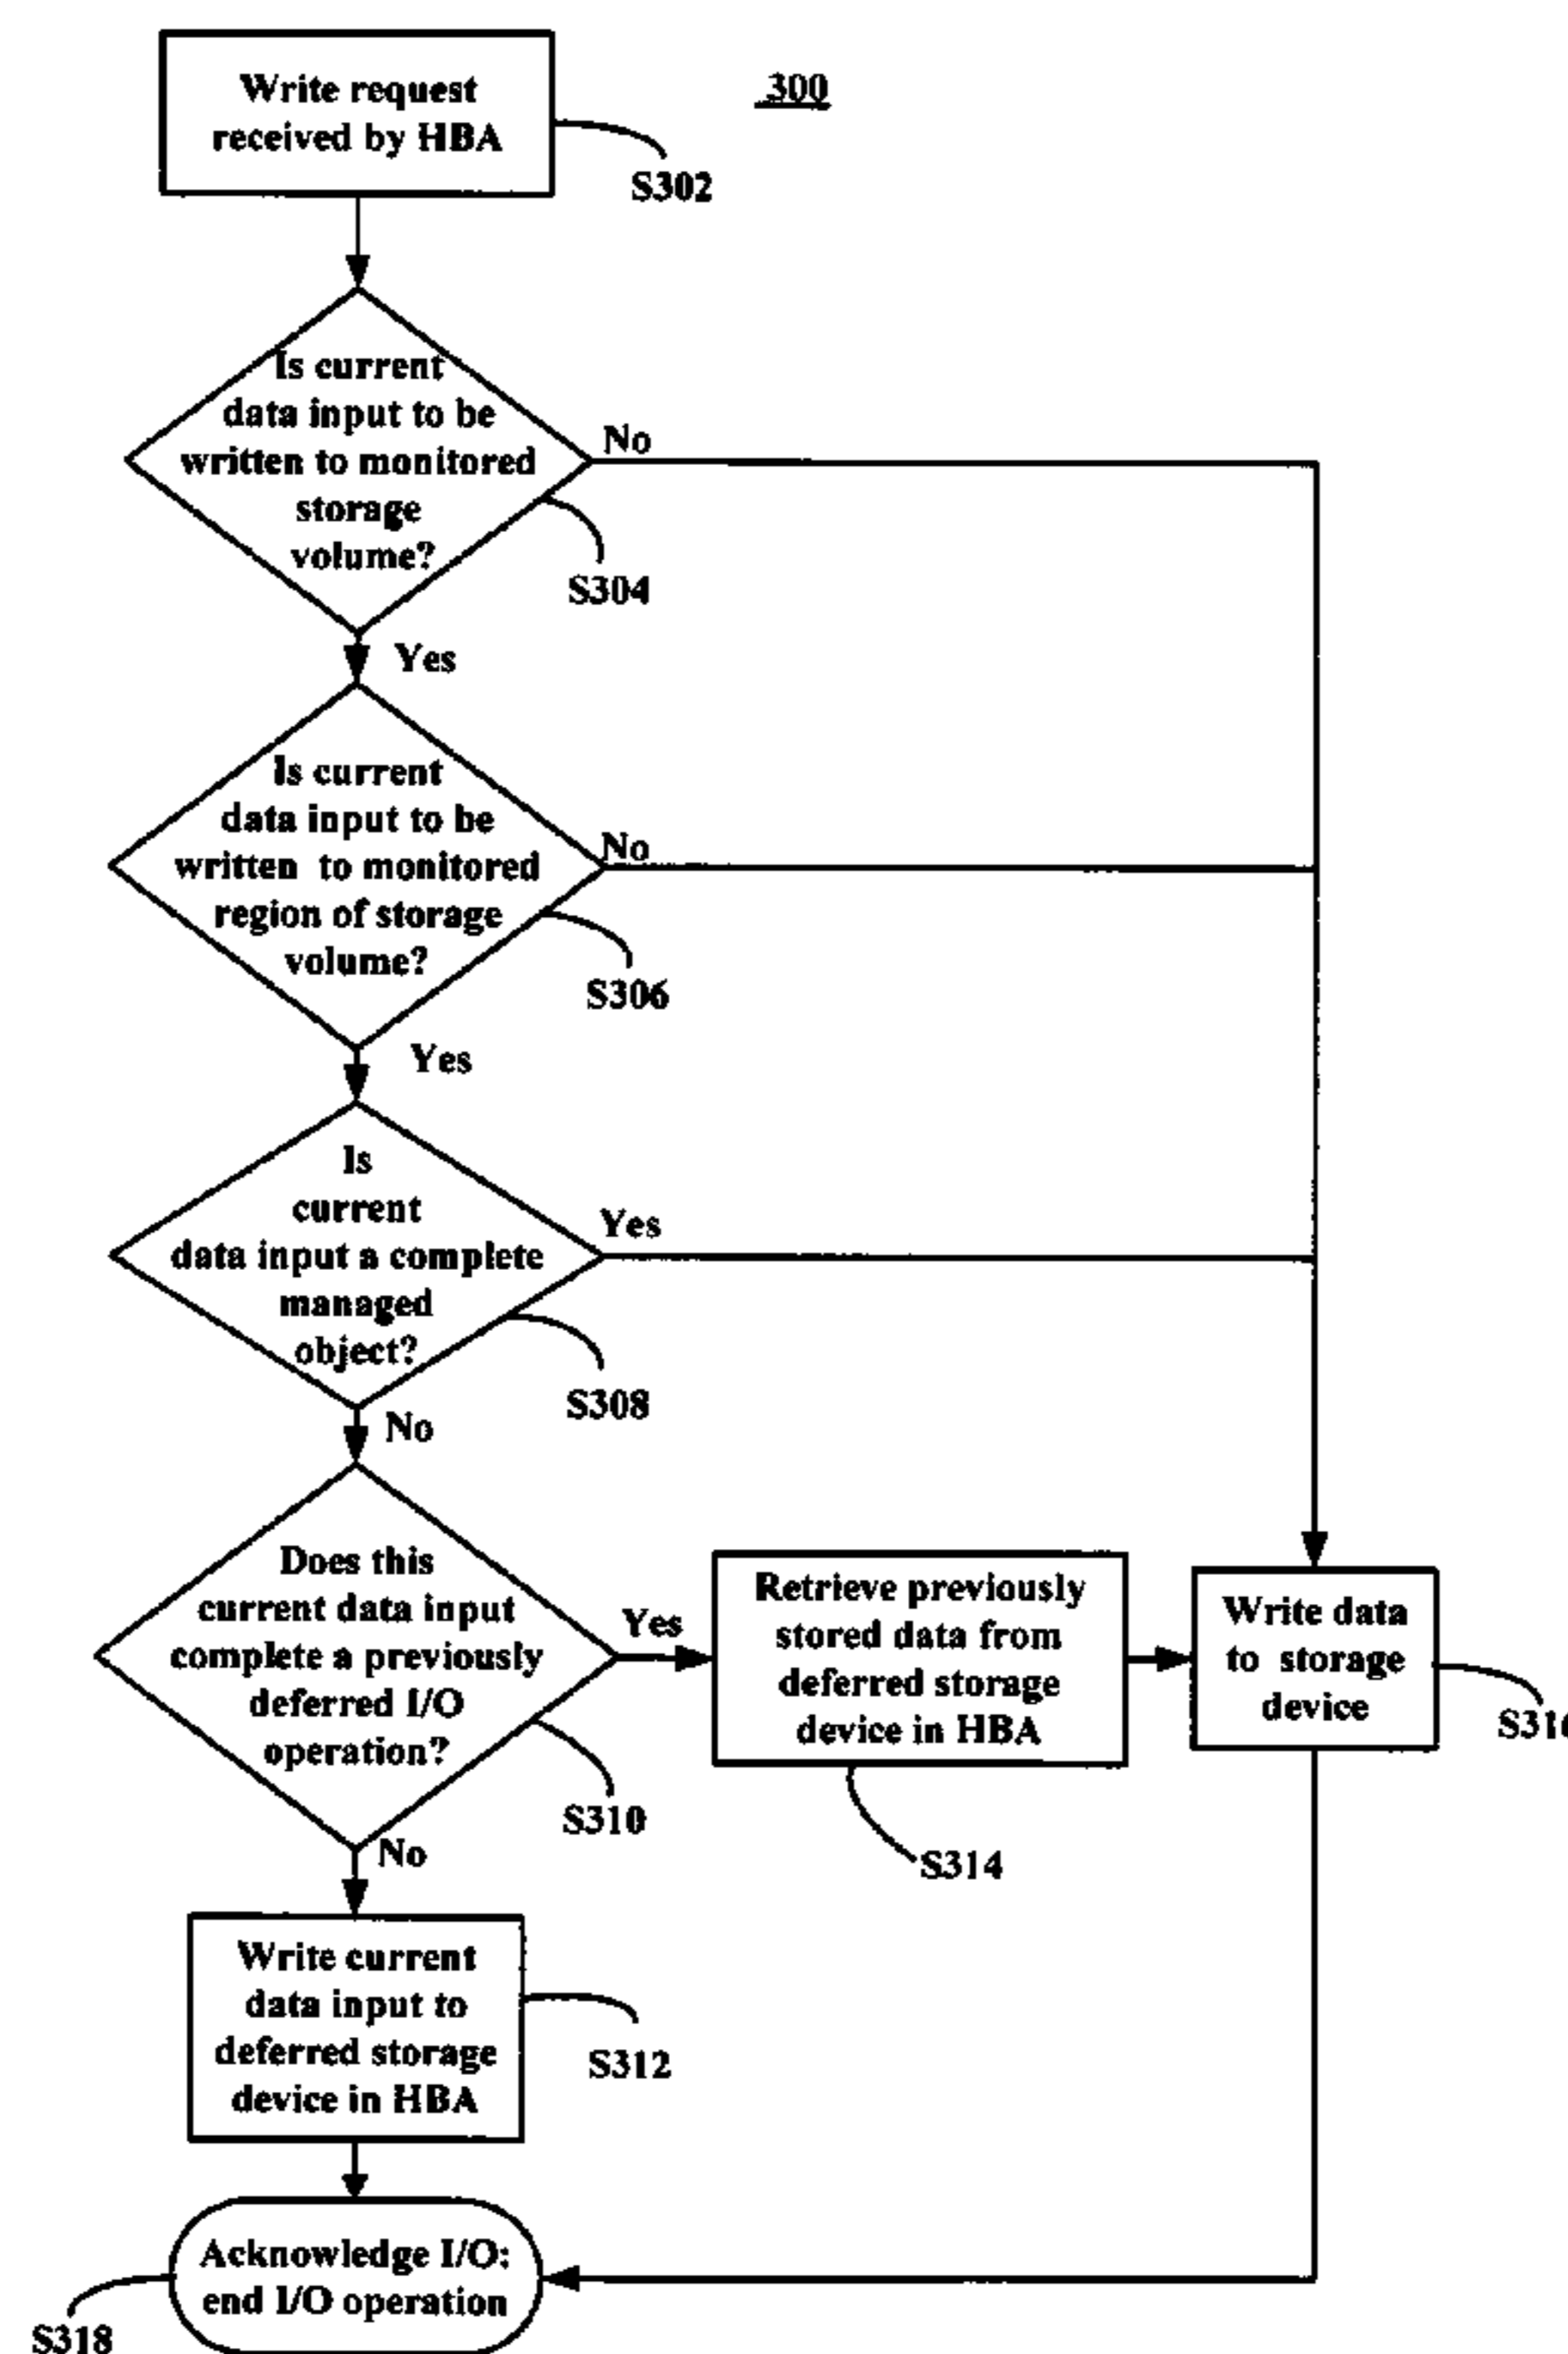 Write request
received by HBA
300
S302
Is current
data input to be
written to monitored
storage
volume?
No
S304
Yes
Is current
data input to be
written to monitored
region of storage
volume?
No
S306
Yes
Is
current
data input a complete
managed
object?
Yes
S308
No
Does this
current data input
complete a previously
deferred I/O
operation?
Yes
S310
No
Retrieve previously
stored data from
deferred storage
device in HBA
S314
Write data
to storage
device
Write current
data input to
deferred storage
device in HBA
S312
Acknowledge I/O;
end I/O operation
S318